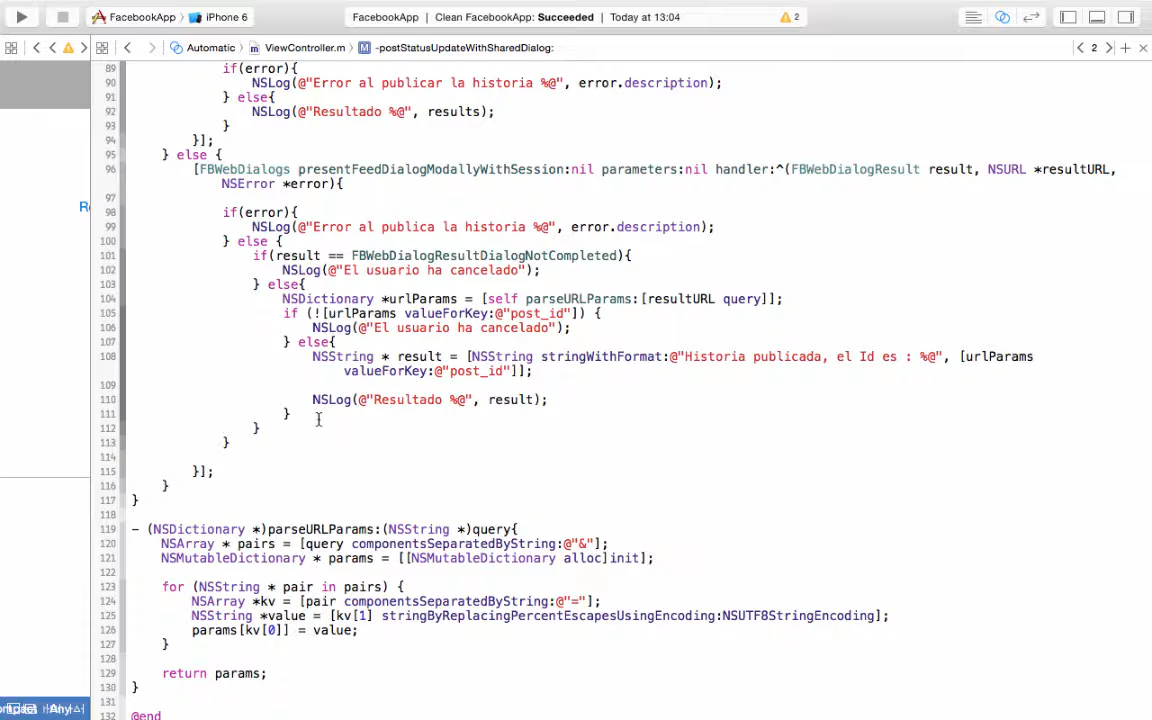 FacebookApp
iPhone 6
FacebookApp | Clean FacebookApp: Succeeded | Today at 13:04
2
Automatic
ViewController.m
M
-postStatusUpdateWithSharedDialog:
2
89 if(error){
90 NSLog(@"Error al publicar la historia %@", error.description);
91 } else{
92 NSLog(@"Resultado %@", results);
93 }
94 }];
95 } else {
96 [FBWebDialogs presentFeedDialogModallyWithSession:nil parameters:nil handler:^(FBWebDialogResult result, NSURL *resultURL,
NSError *error){
97
98 if(error){
99 NSLog(@"Error al publica la historia %@", error.description);
100 } else {
101 if(result == FBWebDialogResultDialogNotCompleted){
102 NSLog(@"El usuario ha cancelado");
103 } else{
104 NSDictionary *urlParams = [self parseURLParams:[resultURL query]];
105 if (![urlParams valueForKey:@"post_id"]) {
106 NSLog(@"El usuario ha cancelado");
107 } else{
108 NSString * result = [NSString stringWithFormat:@"Historia publicada, el Id es : %@", [urlParams
valueForKey:@"post_id"]];
109
110 NSLog(@"Resultado %@", result);
111 }
112 }
113 }
114
115 }];
116 }
117 }
118
119 - (NSDictionary *)parseURLParams:(NSString *)query{
120 NSArray * pairs = [query componentsSeparatedByString:@"&"];
121 NSMutableDictionary * params = [[NSMutableDictionary alloc]init];
122
123 for (NSString * pair in pairs) {
124 NSArray *kv = [pair componentsSeparatedByString:@"="];
125 NSString *value = [kv[1] stringByReplacingPercentEscapesUsingEncoding:NSUTF8StringEncoding];
126 params[kv[0]] = value;
127 }
128
129 return params;
130 }
131
132 @end
Re
Any